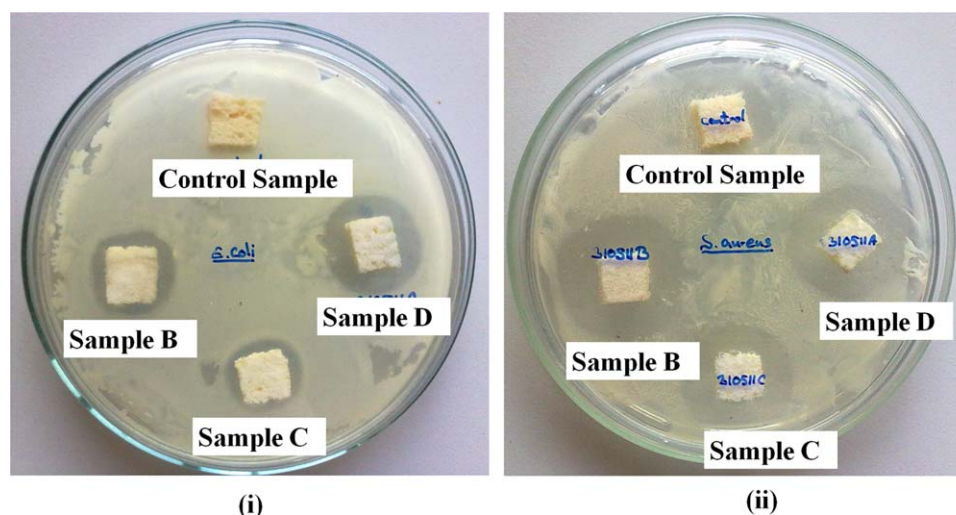 Control Sample
E.coli
Sample B
Sample D
Sample C
(i)
control
Control Sample
310511B
S.aureus
310511A
Sample D
Sample B
310511C
Sample C
(ii)